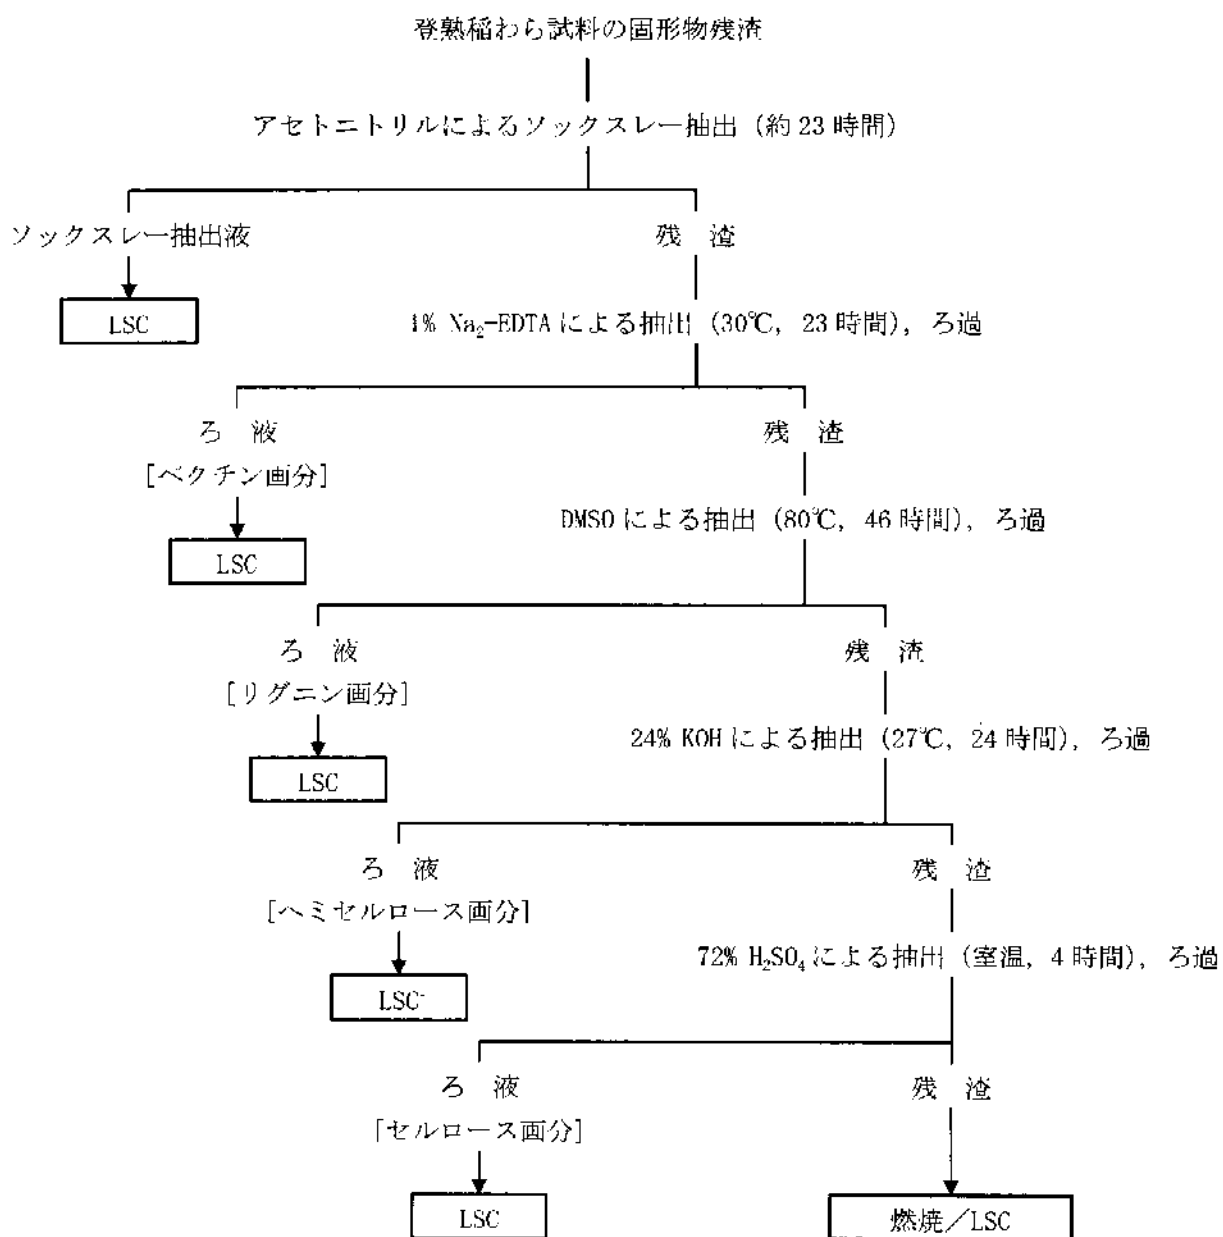 登熟稲わら試料の固形物残渣
アセトニトリルによるソックスレー抽出（約23時間）
ソックスレー抽出液
残 渣
LSC
1% Na₂-EDTAによる抽出（30℃, 23時間）, ろ過
ろ 液
残 渣
[ペクチン画分]
DMSOによる抽出（80℃, 46時間）, ろ過
LSC
ろ 液
残 渣
[リグニン画分]
24% KOHによる抽出（27℃, 24時間）, ろ過
LSC
ろ 液
残 渣
[ヘミセルロース画分]
72% H₂SO₄による抽出（室温, 4時間）, ろ過
LSC
ろ 液
残 渣
[セルロース画分]
LSC
燃焼／LSC